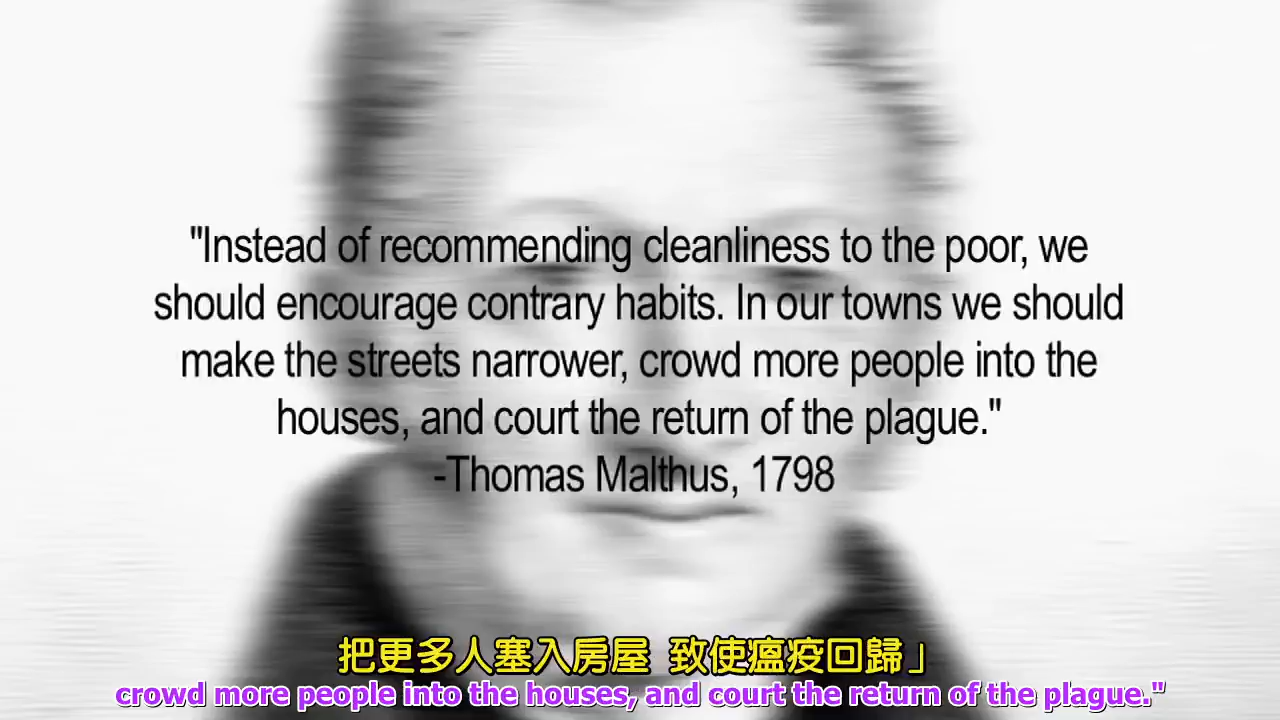 "Instead of recommending cleanliness to the poor, we
should encourage contrary habits. In our towns we should
make the streets narrower, crowd more people into the
houses, and court the return of the plague."
-Thomas Malthus, 1798
把更多人塞入房屋 致使瘟疫回歸」
crowd more people into the houses, and court the return of the plague."